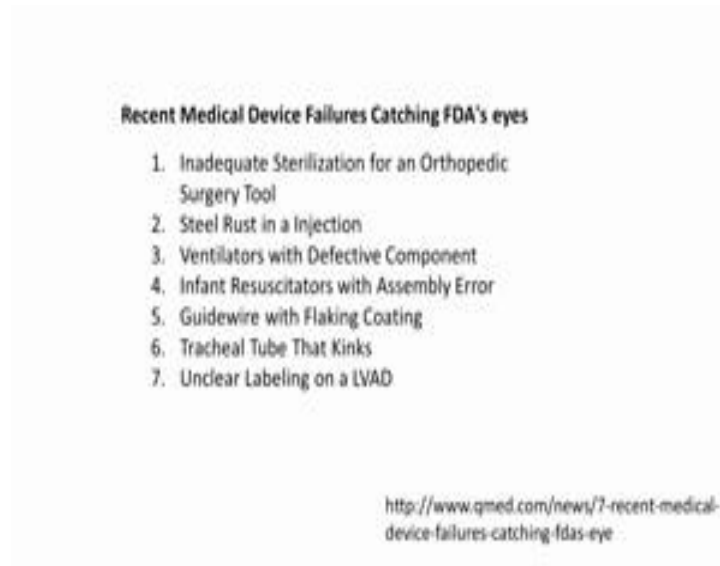 Recent Medical Device Failures Catching FDA's eyes
1. Inadequate Sterilization for an Orthopedic
Surgery Tool
2. Steel Rust in a Injection
3. Ventilators with Defective Component
4. Infant Resuscitators with Assembly Error
5. Guidewire with Flaking Coating
6. Tracheal Tube That Kinks
7. Unclear Labeling on a LVAD
http://www.qmed.com/news/7-recent-medical-
device-failures-catching-fdas-eye